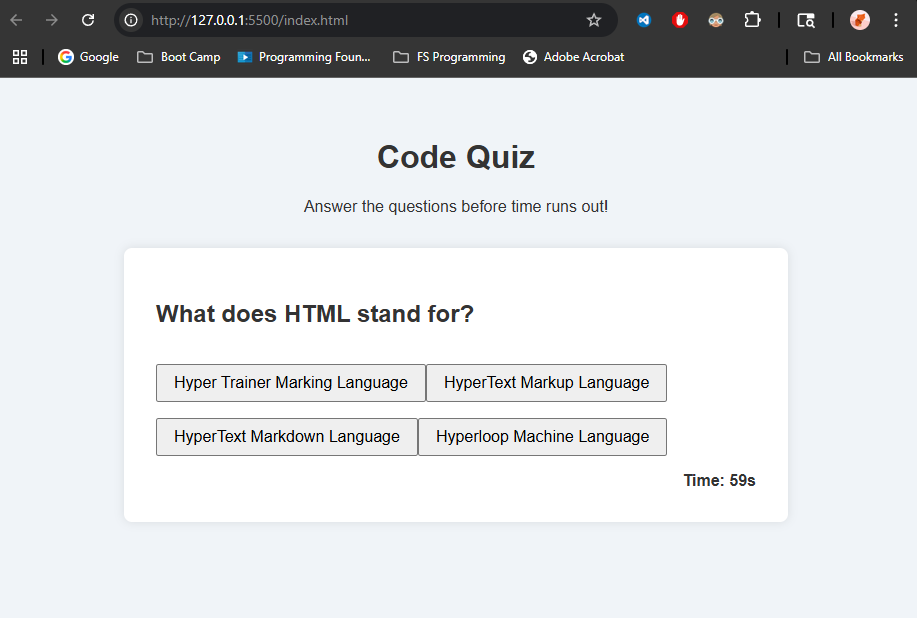 http://127.0.0.1:5500/index.html
Google Boot Camp Programming Foun... FS Programming Adobe Acrobat All Bookmarks
Code Quiz
Answer the questions before time runs out!
What does HTML stand for?
Hyper Trainer Marking Language HyperText Markup Language
HyperText Markdown Language Hyperloop Machine Language
Time: 59s